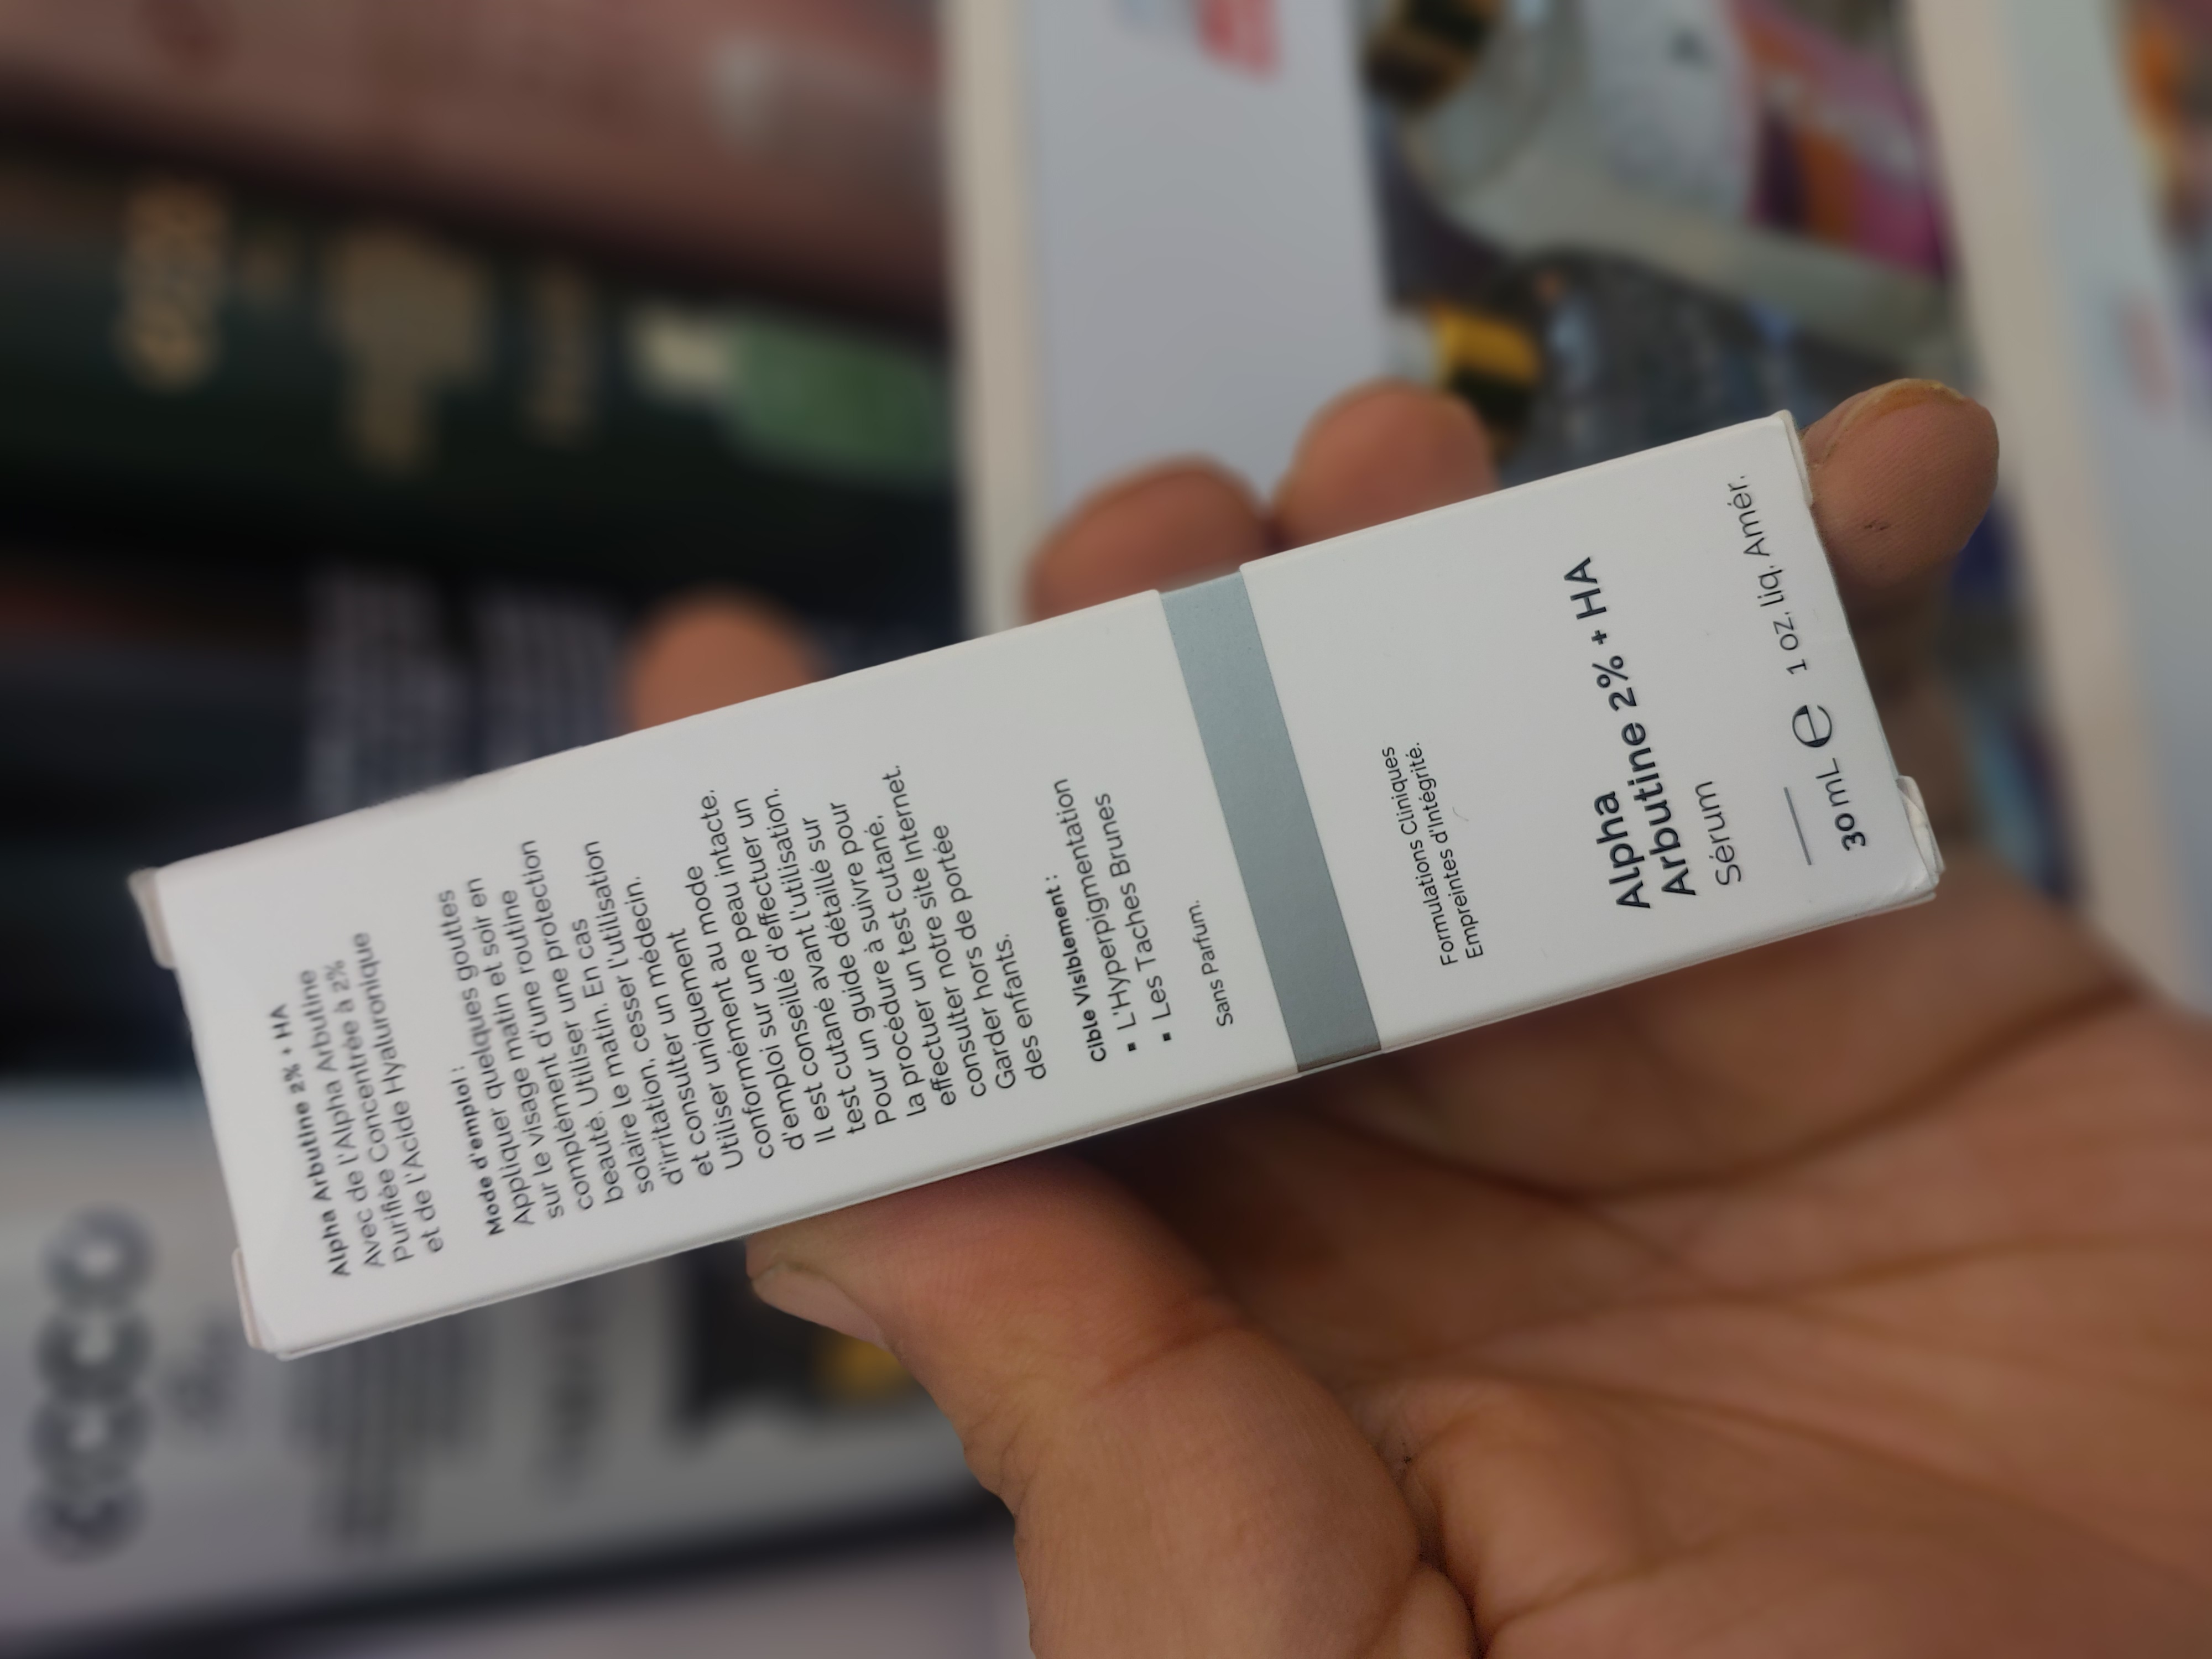 Alpha Arbutine 2% + HA
Avec de l'Alpha Arbutine
Purifiée Concentrée à 2%
et de l'Acide Hyaluronique
Mode d'emploi :
Appliquer quelques gouttes
sur le visage matin et soir en
complément d'une routine
beauté. Utiliser une protection
solaire le matin. En cas
d'irritation, cesser l'utilisation
et consulter un médecin.
Utiliser uniquement
conformément au mode
d'emploi sur une peau intacte.
Il est conseillé d'effectuer un
test cutané avant l'utilisation.
Pour un guide détaillé sur
la procédure à suivre pour
effectuer un test cutané,
consulter notre site Internet.
Garder hors de portée
des enfants.
Cible Visiblement :
▪ L'Hyperpigmentation
▪ Les Taches Brunes
Sans Parfum.
Formulations Cliniques
Empreintes d'Intégrité.
Alpha
Arbutine 2% + HA
Sérum
30 mL ℮ 1 oz. liq. Amér.